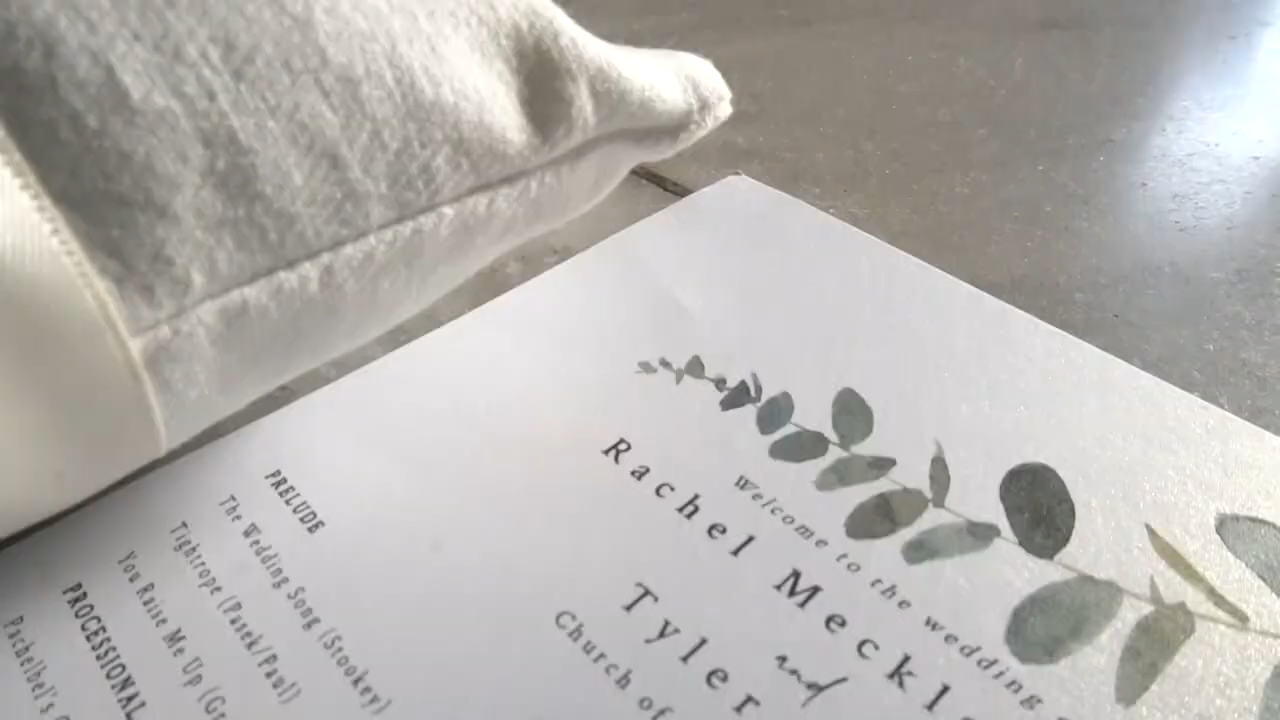 Welcome to the wedding
Rachel Meckl
and
Tyler
Church of
PRELUDE
The Wedding Song (Stookey)
Tightrope (Pasek/Paul)
You Raise Me Up (Gr
PROCESSIONAL
Pachelbel's